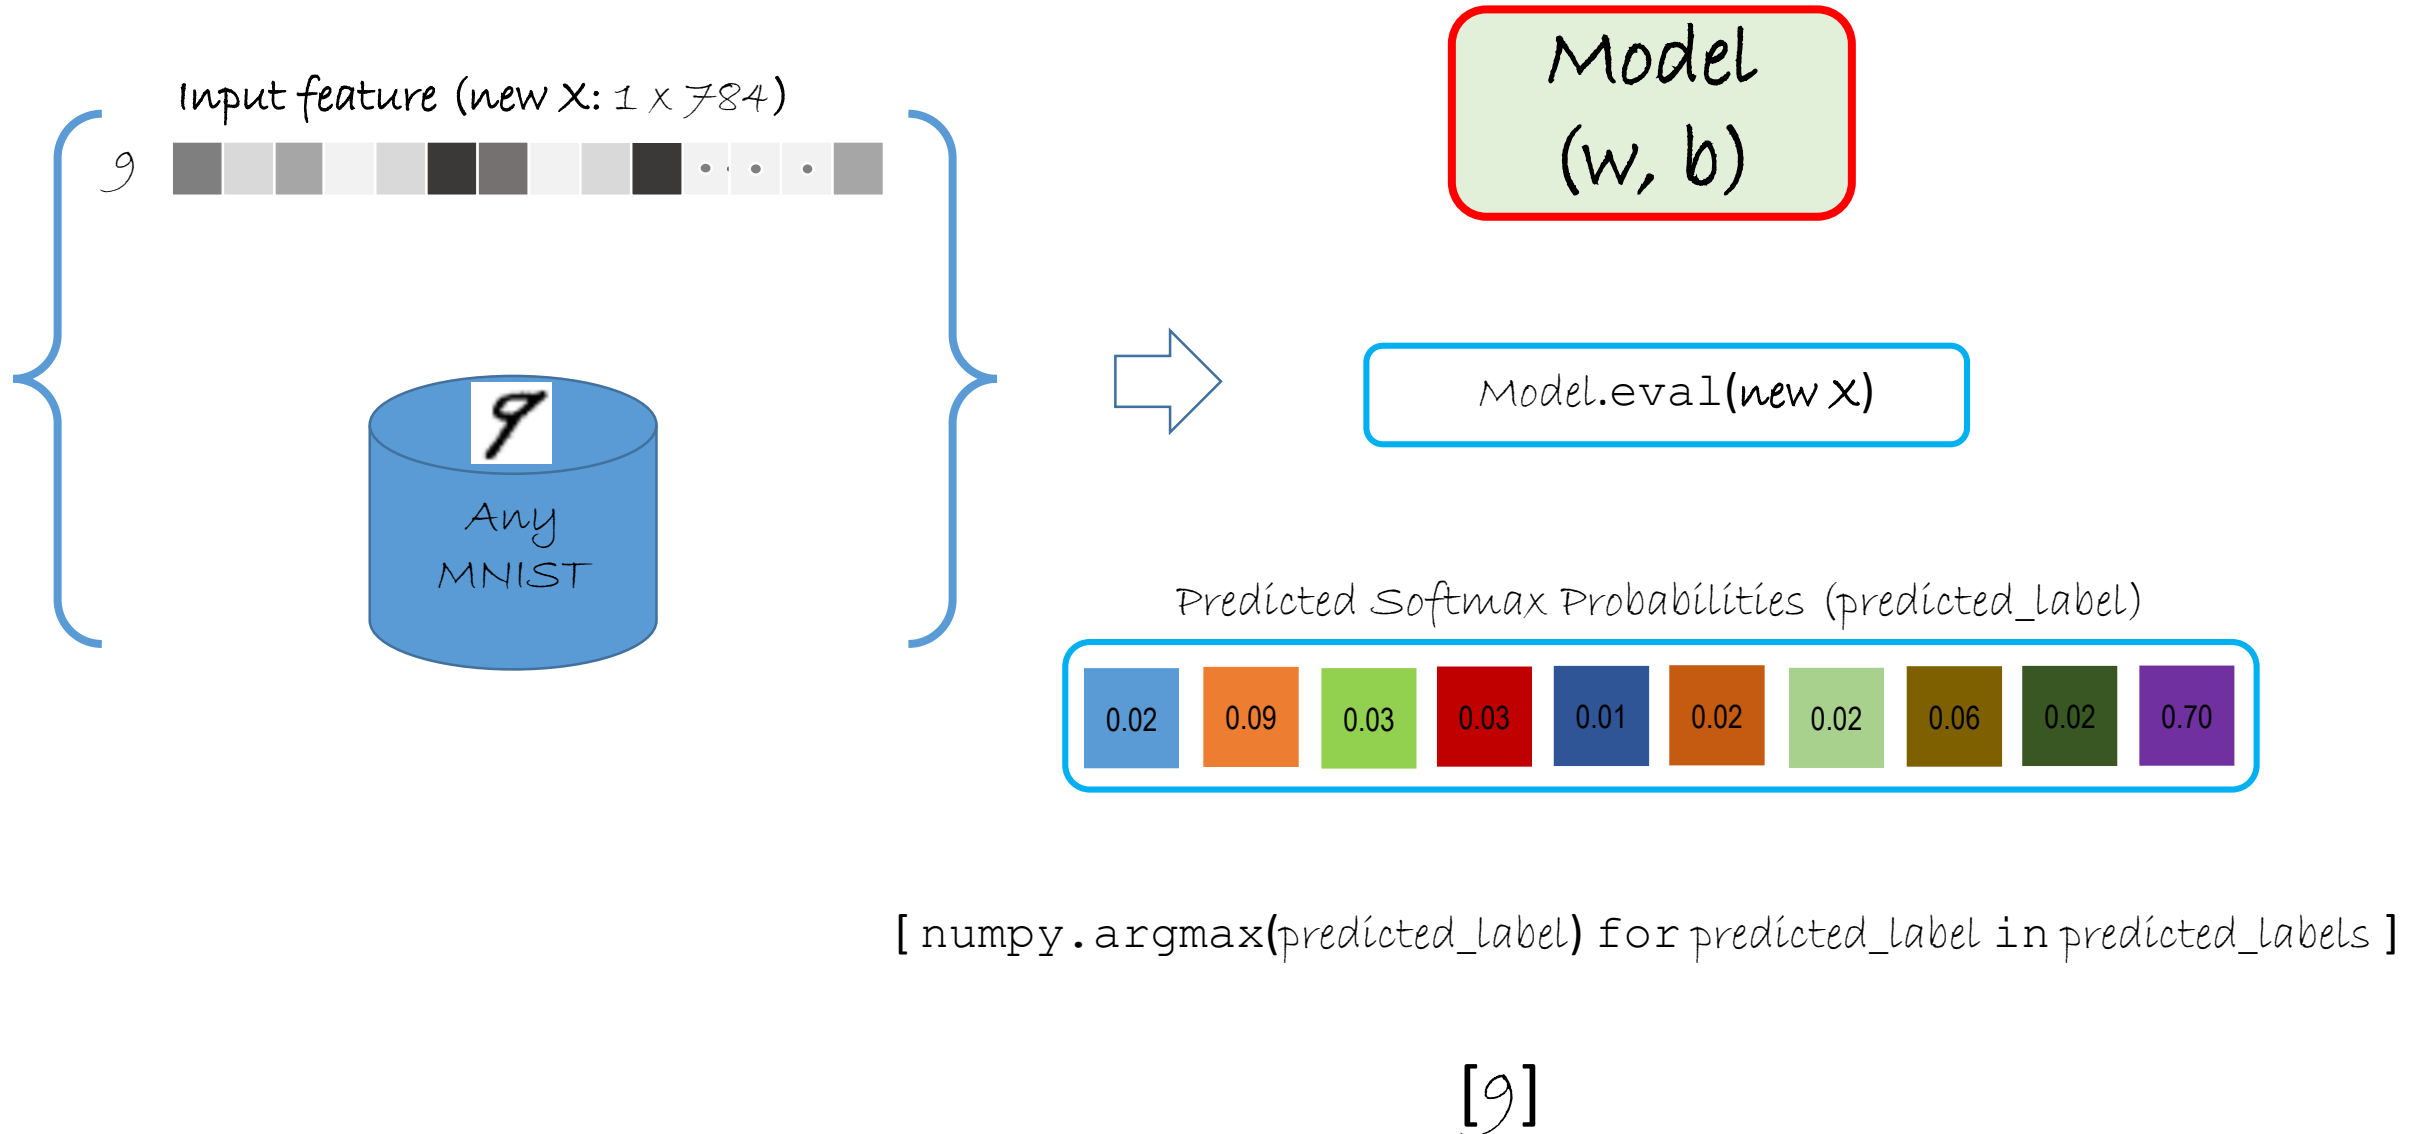 Input feature (new X: 1 x 784)
9
9
Any
MNIST
Model
(w, b)
Model.eval(new X)
Predicted Softmax Probabilities (predicted_label)
0.02 0.09 0.03 0.03 0.01 0.02 0.02 0.06 0.02 0.70
[ numpy.argmax(predicted_label) for predicted_label in predicted_labels ]
[9]